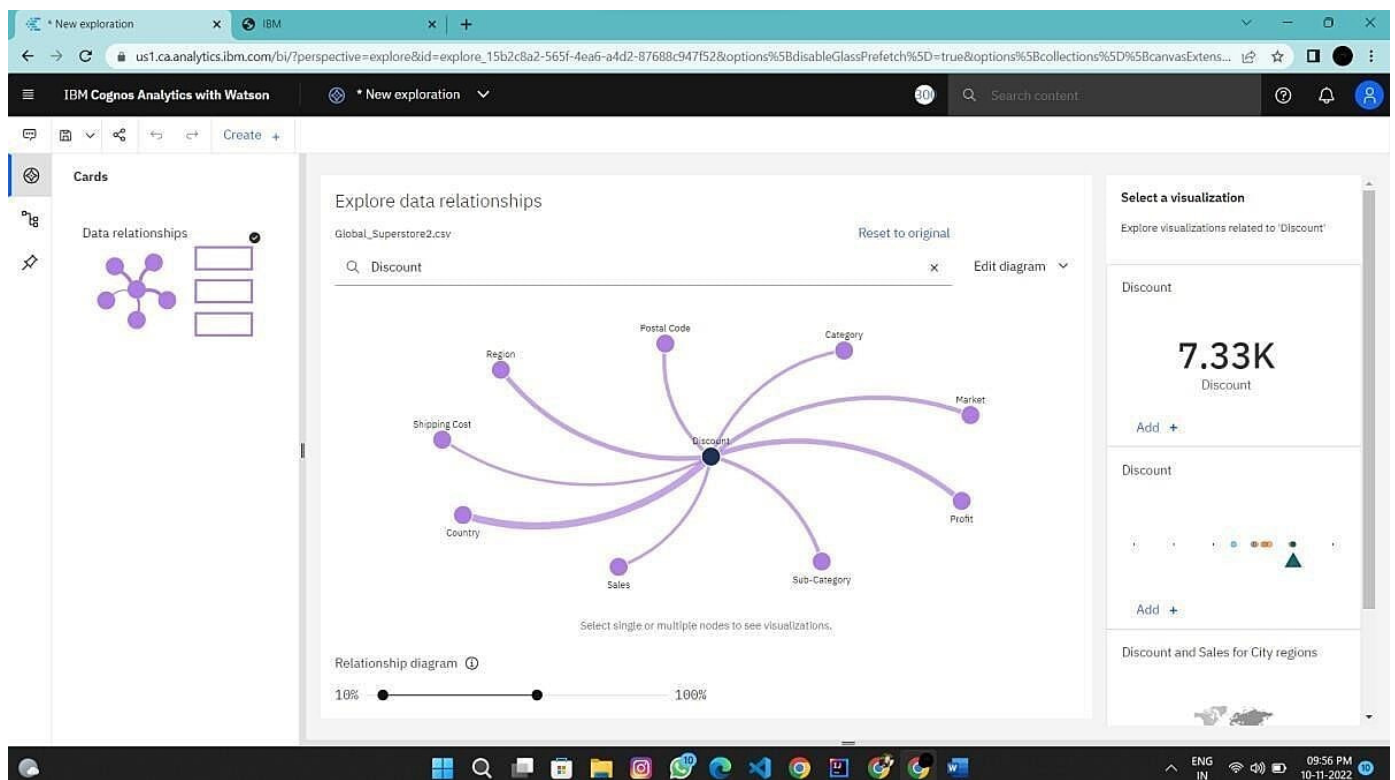 * New exploration
IBM
us1.ca.analytics.ibm.com/bi/?perspective=explore&id=explore_15b2c8a2-565f-4ea6-a4d2-87688c947f52&options%5BdisableGlassPrefetch%5D=true&options%5Bcollections%5D%5BcanvasExtens...
IBM Cognos Analytics with Watson
* New exploration
30
Search content
Create +
Cards
Data relationships
Explore data relationships
Global_Superstore2.csv
Reset to original
Discount
Edit diagram
Postal Code
Category
Region
Market
Shipping Cost
Discount
Country
Profit
Sales
Sub-Category
Select single or multiple nodes to see visualizations.
Relationship diagram
10%
100%
Select a visualization
Explore visualizations related to 'Discount'
Discount
7.33K
Discount
Add +
Discount
Add +
Discount and Sales for City regions
ENG
IN
09:56 PM
10-11-2022
10